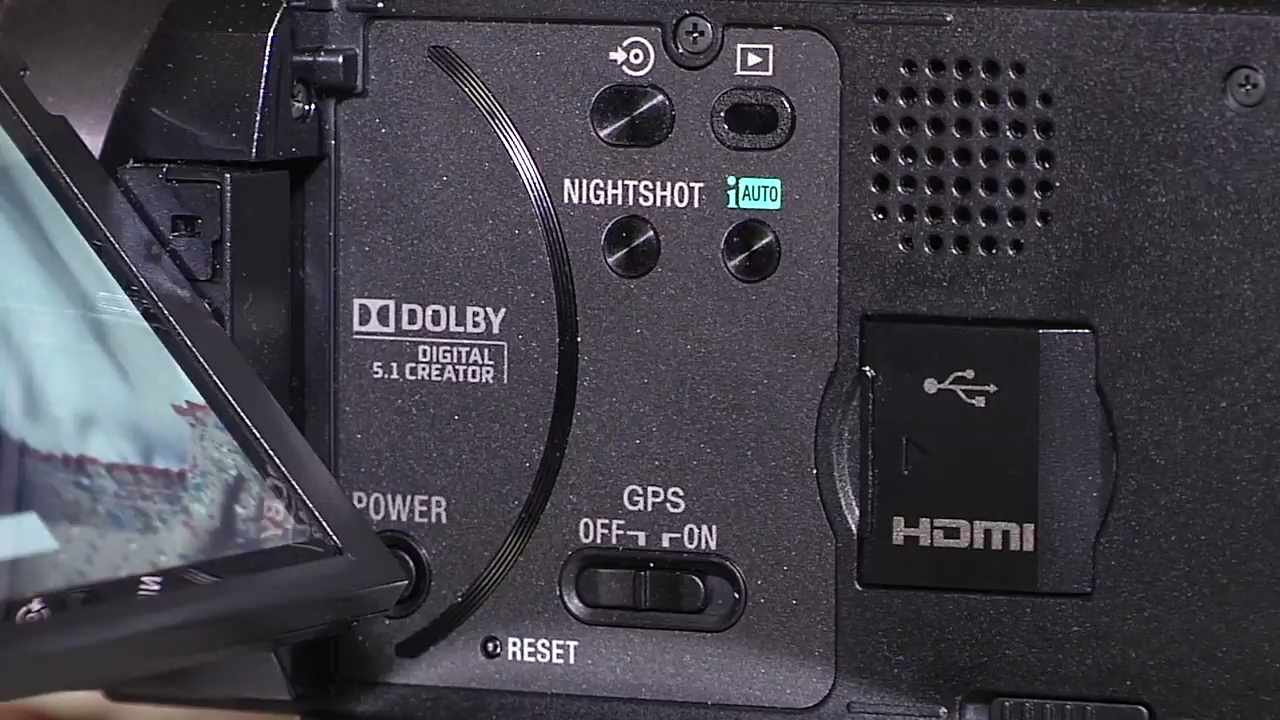 NIGHTSHOT
iAUTO
DOLBY
DIGITAL
5.1 CREATOR
POWER
GPS
OFF ON
RESET
HDMI